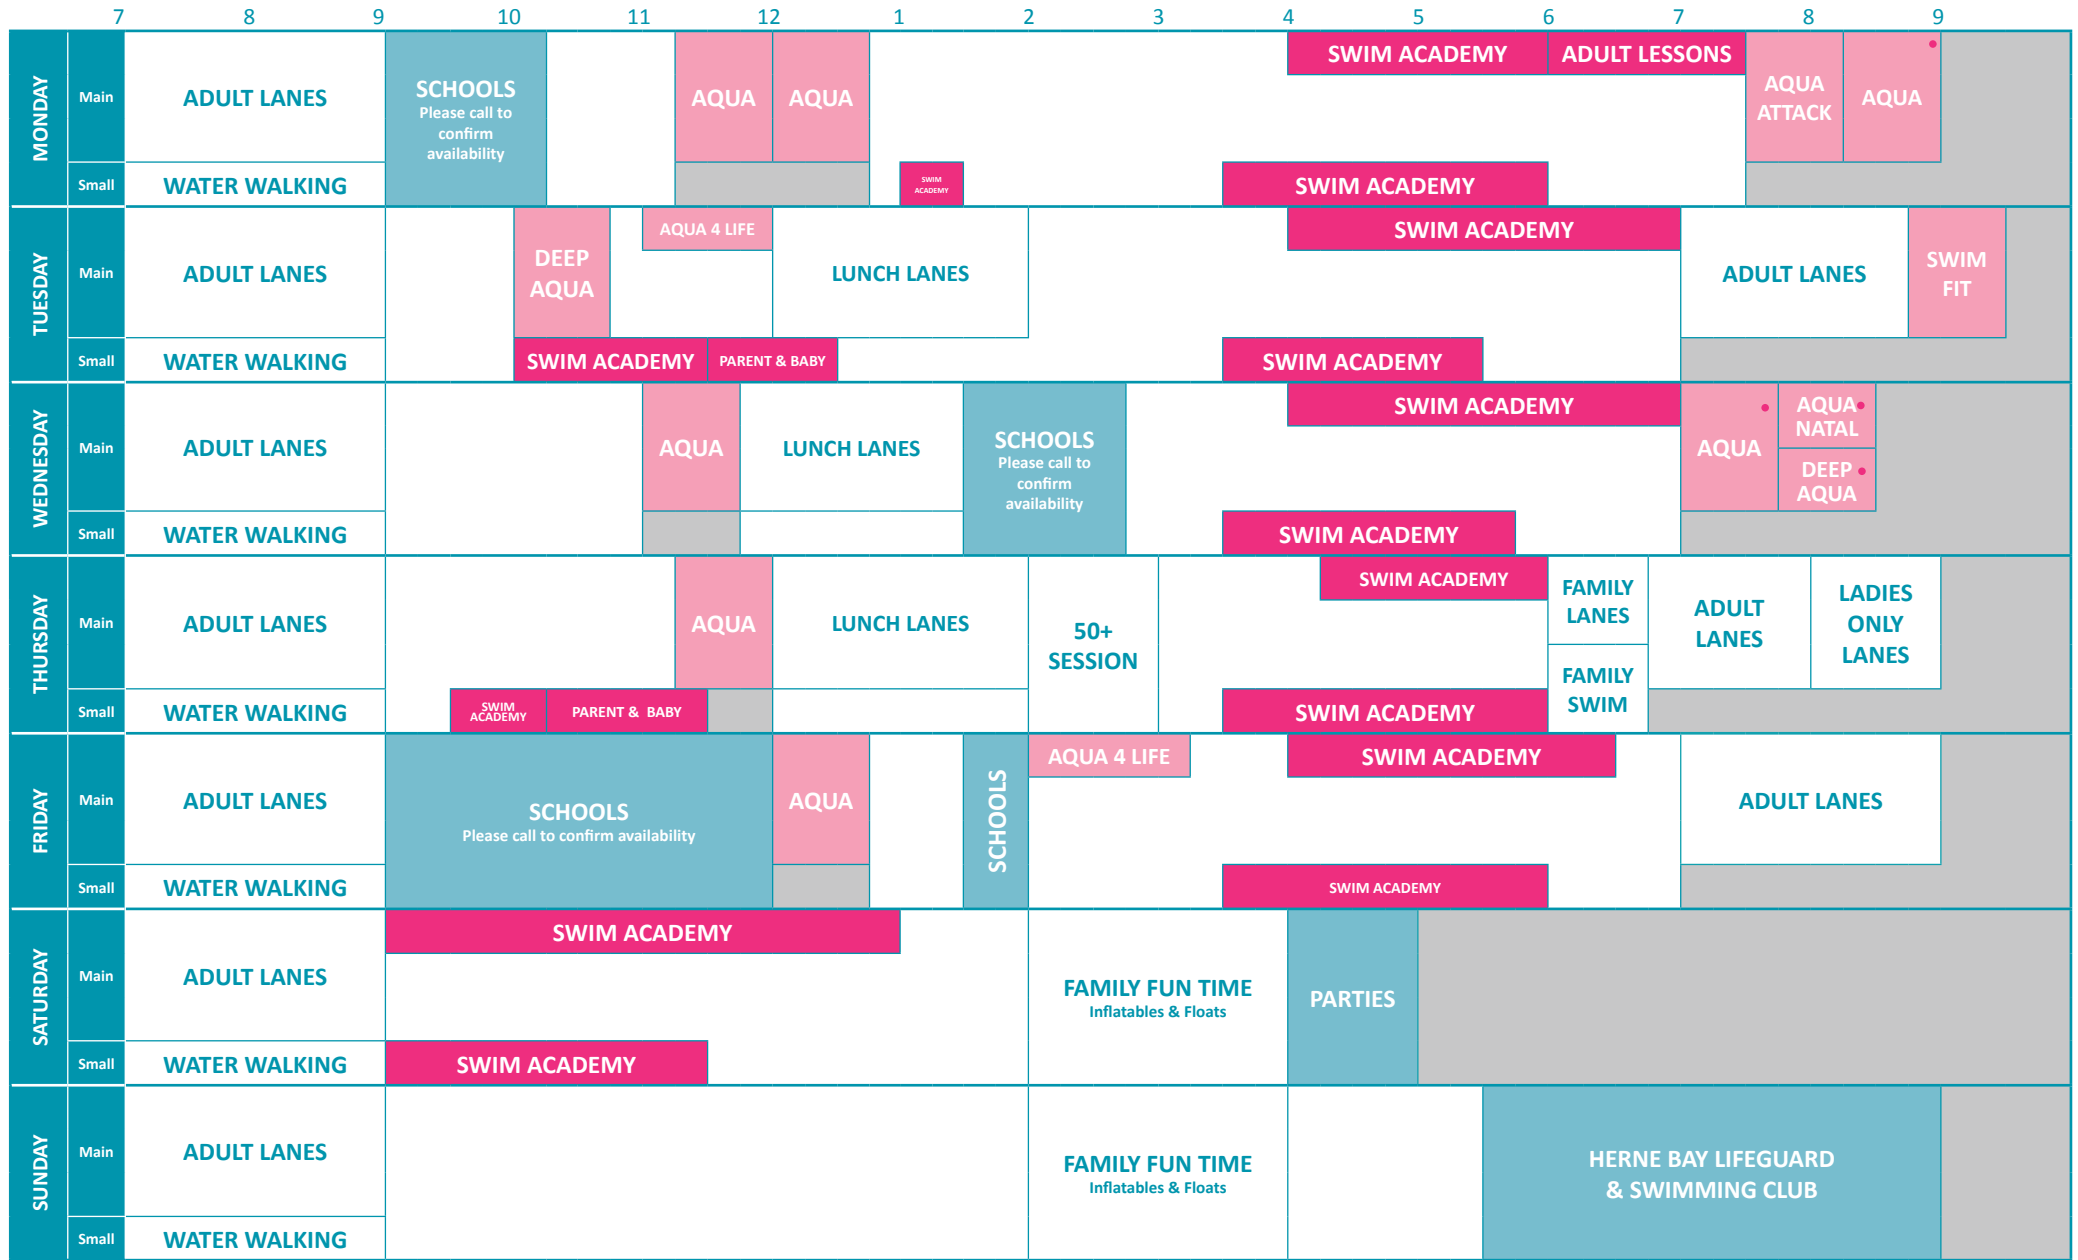 7 8 9 10 11 12 1 2 3 4 5 6 7 8 9
MONDAY
Main
ADULT LANES
SCHOOLS
Please call to
confirm
availability
AQUA
AQUA
SWIM ACADEMY
ADULT LESSONS
AQUA
ATTACK
AQUA
Small
WATER WALKING
SWIM
ACADEMY
SWIM ACADEMY
TUESDAY
Main
ADULT LANES
DEEP
AQUA
AQUA 4 LIFE
LUNCH LANES
SWIM ACADEMY
ADULT LANES
SWIM
FIT
Small
WATER WALKING
SWIM ACADEMY
PARENT & BABY
SWIM ACADEMY
WEDNESDAY
Main
ADULT LANES
AQUA
LUNCH LANES
SCHOOLS
Please call to
confirm
availability
SWIM ACADEMY
AQUA
AQUA
NATAL
DEEP
AQUA
Small
WATER WALKING
SWIM ACADEMY
THURSDAY
Main
ADULT LANES
AQUA
LUNCH LANES
50+
SESSION
SWIM ACADEMY
FAMILY
LANES
FAMILY
SWIM
ADULT
LANES
LADIES
ONLY
LANES
Small
WATER WALKING
SWIM
ACADEMY
PARENT & BABY
SWIM ACADEMY
FRIDAY
Main
ADULT LANES
SCHOOLS
Please call to confirm availability
AQUA
SCHOOLS
AQUA 4 LIFE
SWIM ACADEMY
ADULT LANES
Small
WATER WALKING
SWIM ACADEMY
SATURDAY
Main
ADULT LANES
SWIM ACADEMY
FAMILY FUN TIME
Inflatables & Floats
PARTIES
Small
WATER WALKING
SWIM ACADEMY
SUNDAY
Main
ADULT LANES
FAMILY FUN TIME
Inflatables & Floats
HERNE BAY LIFEGUARD
& SWIMMING CLUB
Small
WATER WALKING